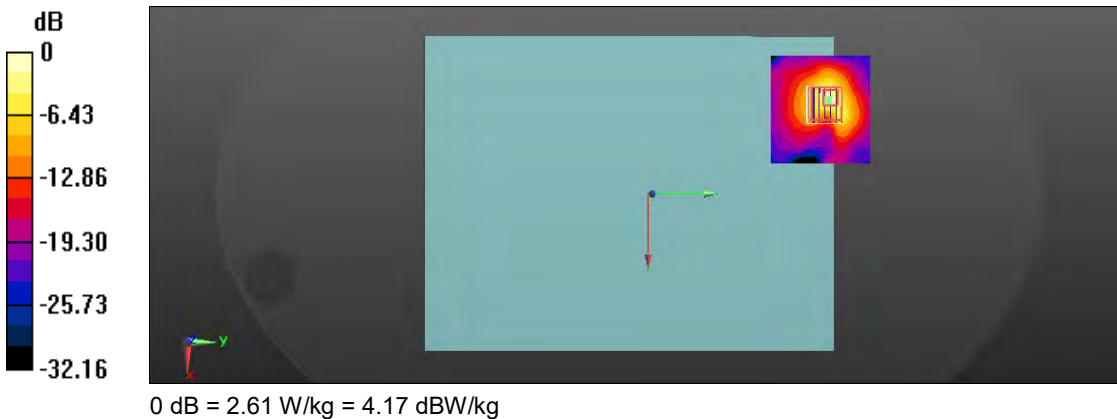 dB
0
-6.43
-12.86
-19.30
-25.73
-32.16
y
x
0 dB = 2.61 W/kg = 4.17 dBW/kg